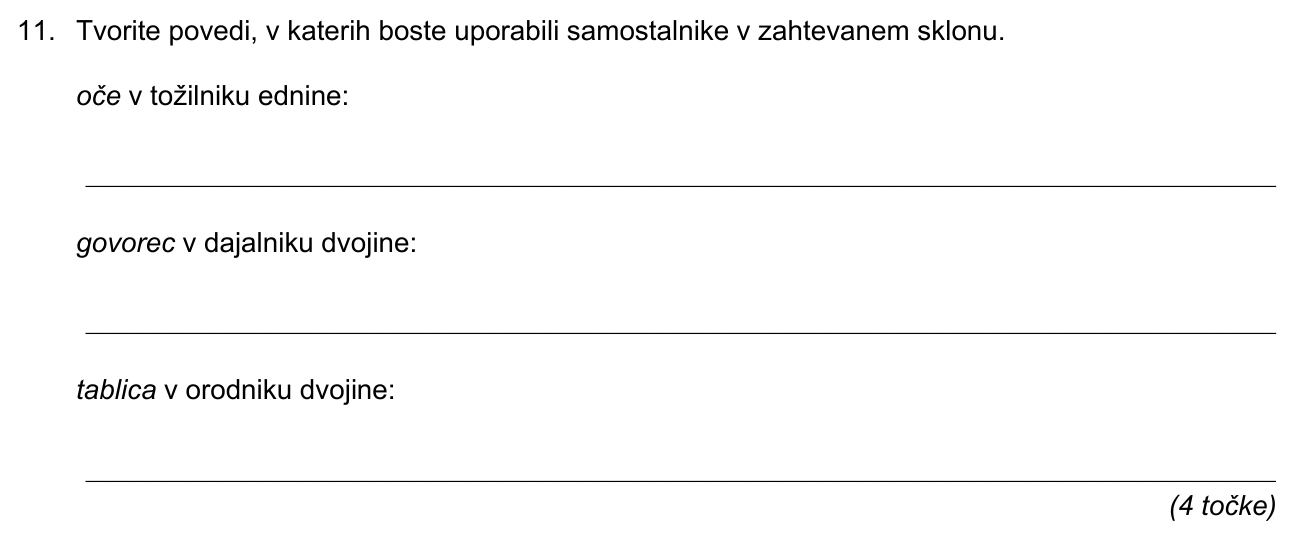 11. Tvorite povedi, v katerih boste uporabili samostalnike v zahtevanem sklonu.
oče v tožilniku ednine:
govorec v dajalniku dvojine:
tablica v orodniku dvojine:
(4 točke)